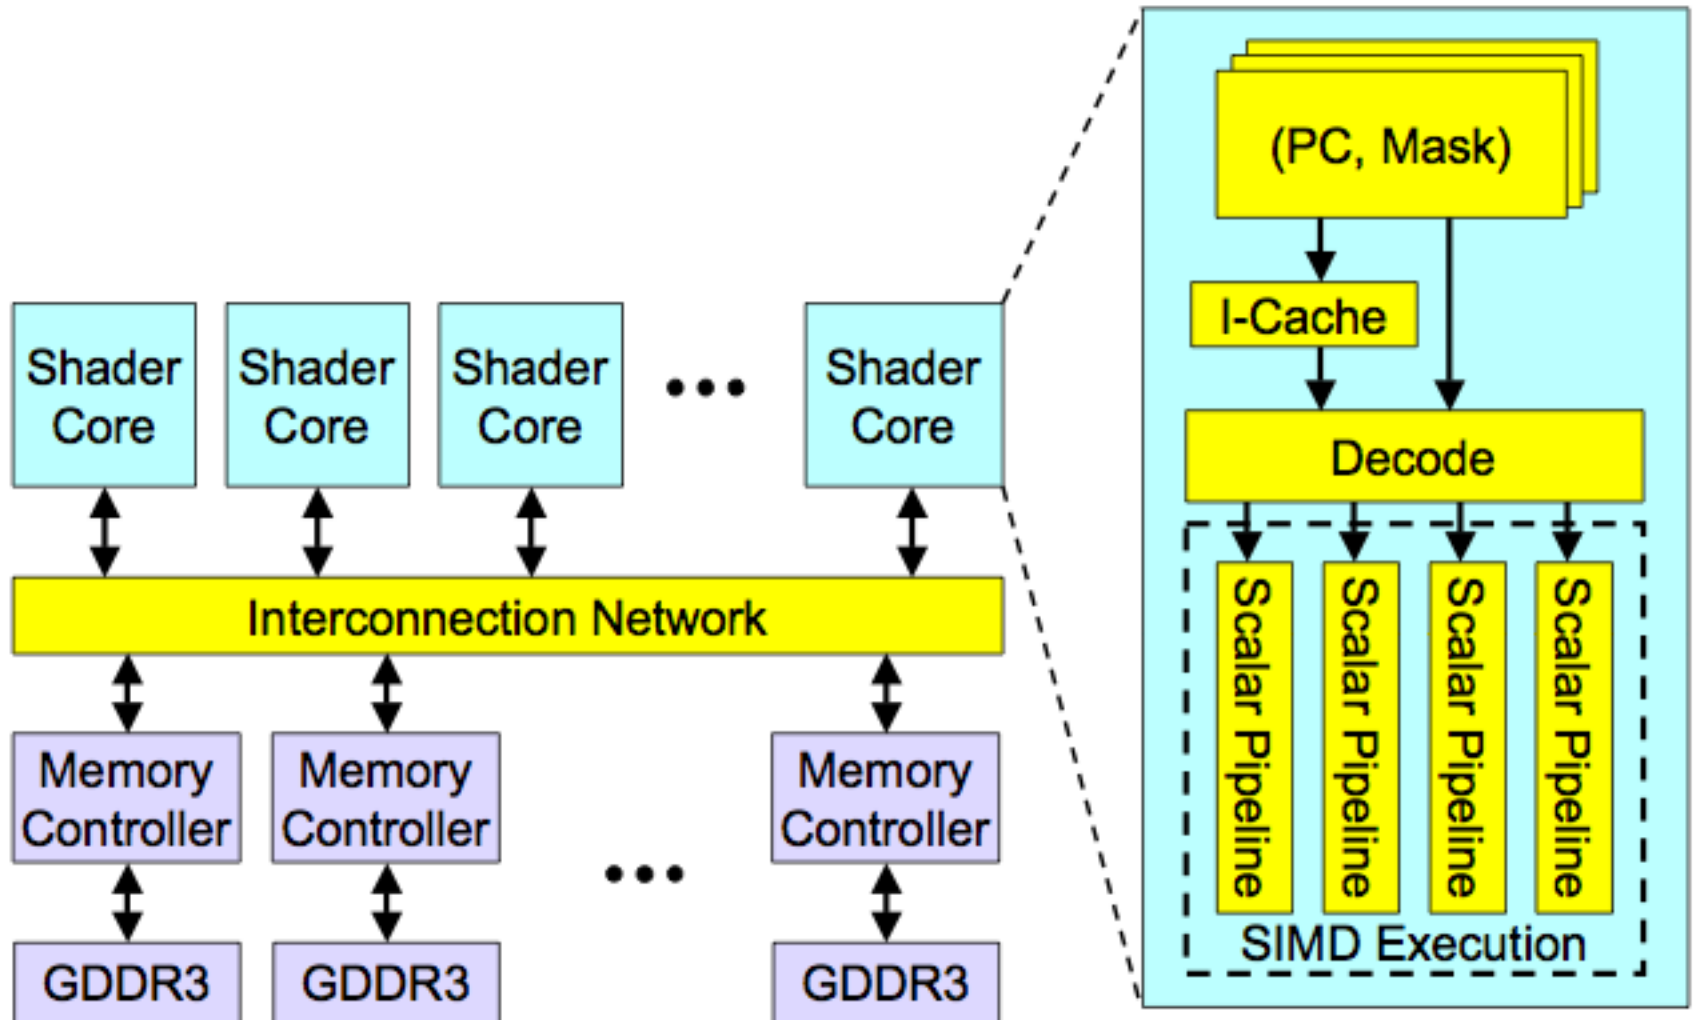 (PC, Mask)
I-Cache
Decode
Scalar Pipeline
Scalar Pipeline
Scalar Pipeline
Scalar Pipeline
SIMD Execution
Shader
Core
Shader
Core
Shader
Core
•••
Shader
Core
Interconnection Network
Memory
Controller
Memory
Controller
•••
Memory
Controller
GDDR3
GDDR3
GDDR3